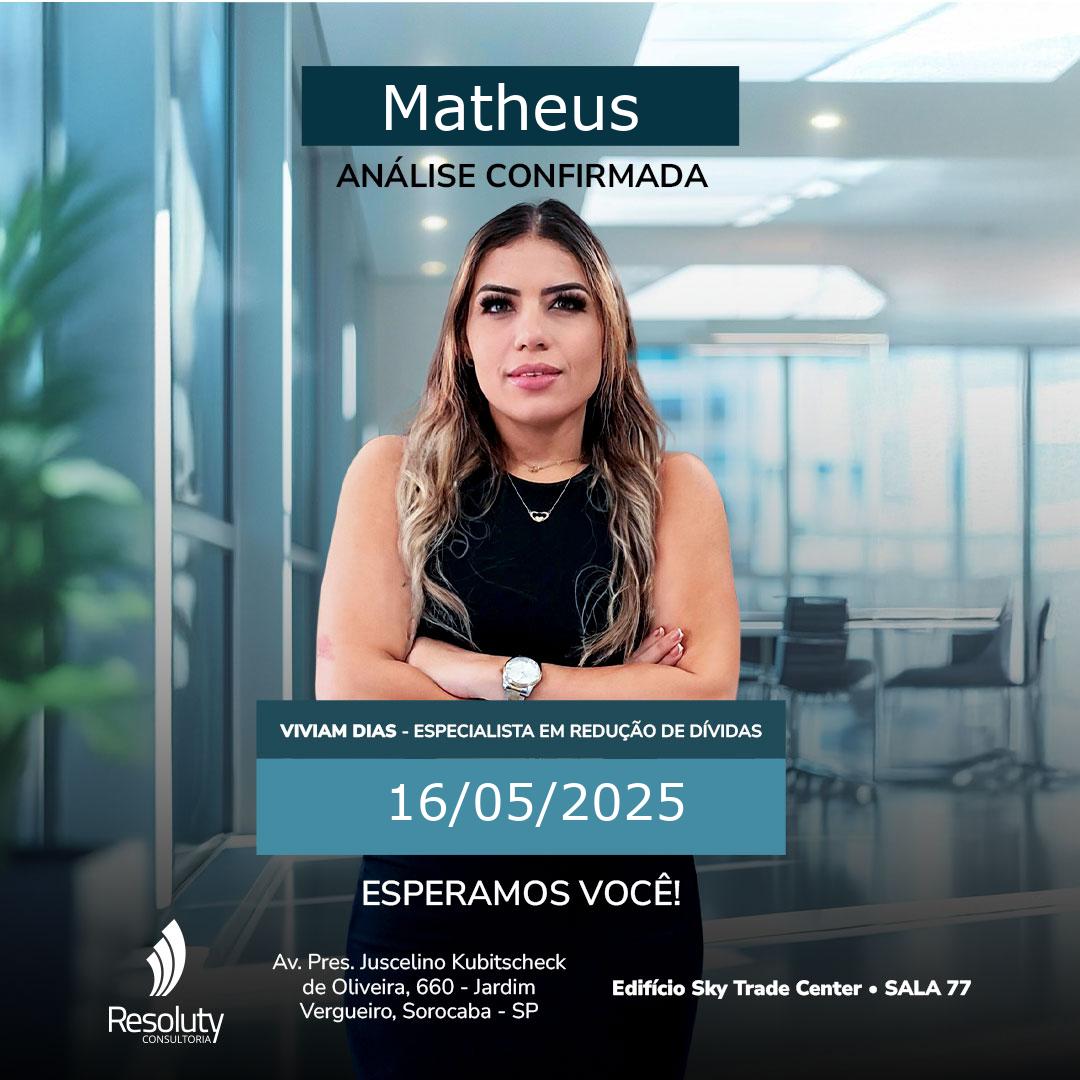 Matheus
ANÁLISE CONFIRMADA
VIVIAM DIAS - ESPECIALISTA EM REDUÇÃO DE DÍVIDAS
16/05/2025
ESPERAMOS VOCÊ!
Av. Pres. Juscelino Kubitscheck
de Oliveira, 660 - Jardim
Vergueiro, Sorocaba - SP
Edifício Sky Trade Center • SALA 77
Resoluty
CONSULTORIA